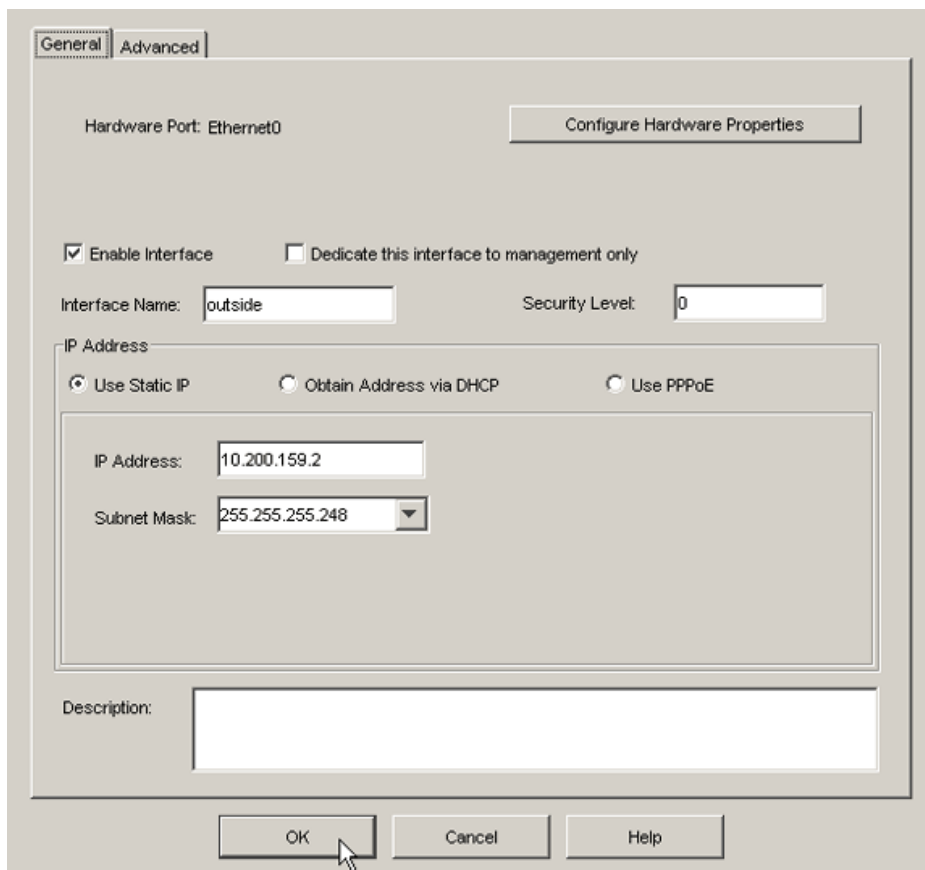 General Advanced
Hardware Port: Ethernet0 Configure Hardware Properties
Enable Interface Dedicate this interface to management only
Interface Name: outside Security Level: 0
IP Address
Use Static IP Obtain Address via DHCP Use PPPoE
IP Address: 10.200.159.2
Subnet Mask: 255.255.255.248
Description:
OK Cancel Help